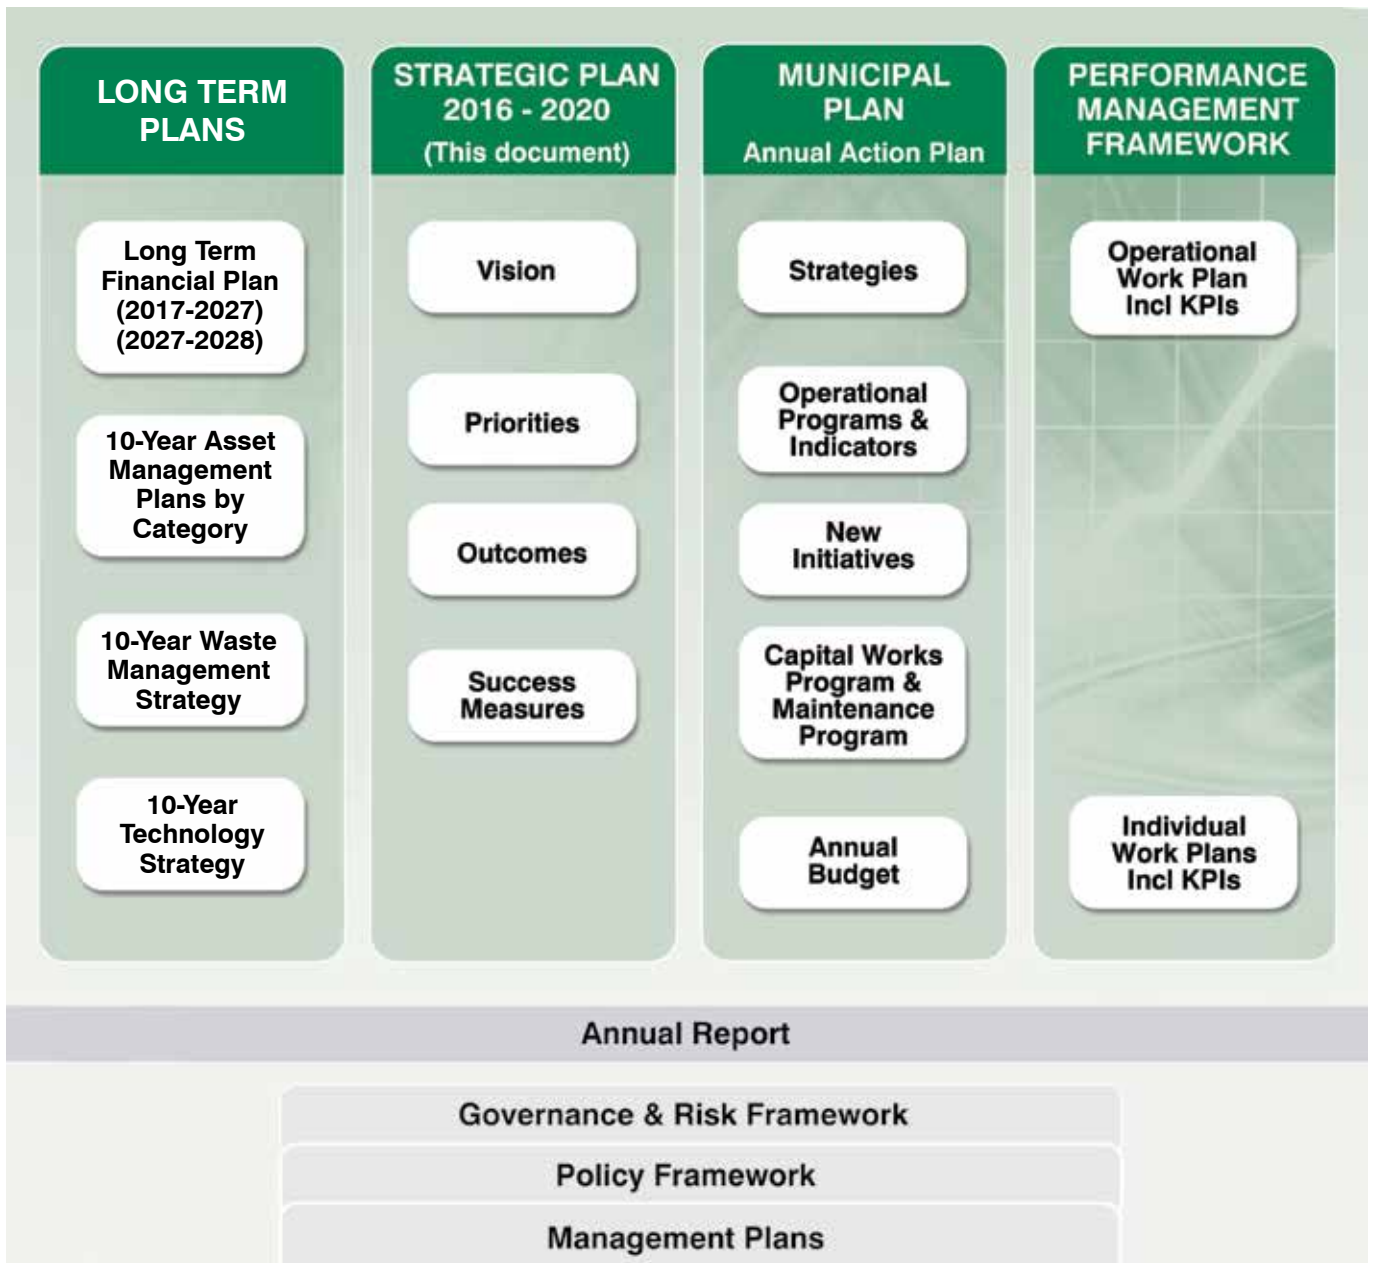 LONG TERM
PLANS
Long Term
Financial Plan
(2017-2027)
(2027-2028)
10-Year Asset
Management
Plans by
Category
10-Year Waste
Management
Strategy
10-Year
Technology
Strategy
STRATEGIC PLAN
2016 - 2020
(This document)
Vision
Priorities
Outcomes
Success
Measures
MUNICIPAL
PLAN
Annual Action Plan
Strategies
Operational
Programs &
Indicators
New
Initiatives
Capital Works
Program &
Maintenance
Program
Annual
Budget
PERFORMANCE
MANAGEMENT
FRAMEWORK
Operational
Work Plan
Incl KPIs
Individual
Work Plans
Incl KPIs
Annual Report
Governance & Risk Framework
Policy Framework
Management Plans